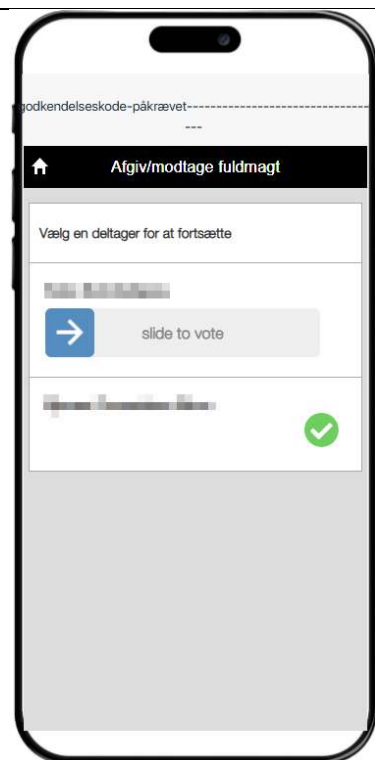 godkendelseskode-påkrævet-------------------------------
---
Afgiv/modtage fuldmagt
Vælg en deltager for at fortsætte
slide to vote